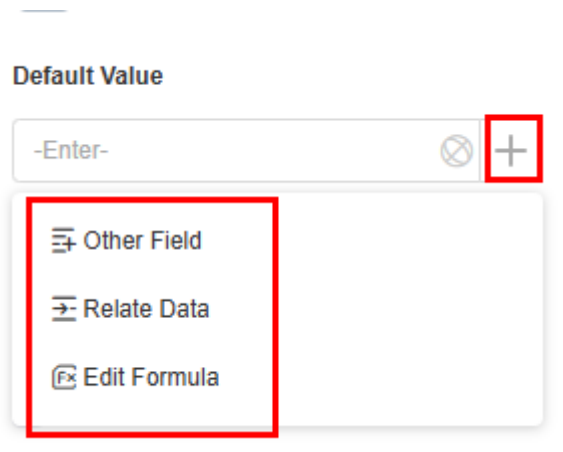 Default Value
-Enter-
Other Field
Relate Data
Edit Formula